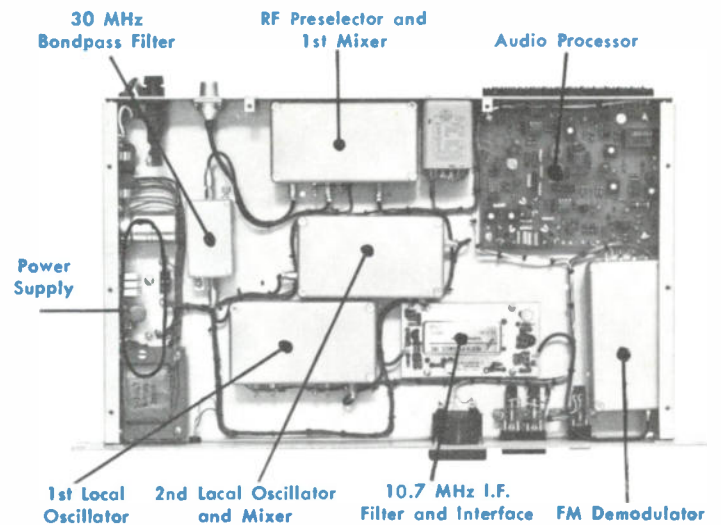 30 MHz
Bondpass Filter
RF Preselector and
1st Mixer
Audio Processor
Power
Supply
1st Local
Oscillator
2nd Lacal Oscillator
and Mixer
10.7 MHz I.F.
Filter and Interface
FM Demodulator